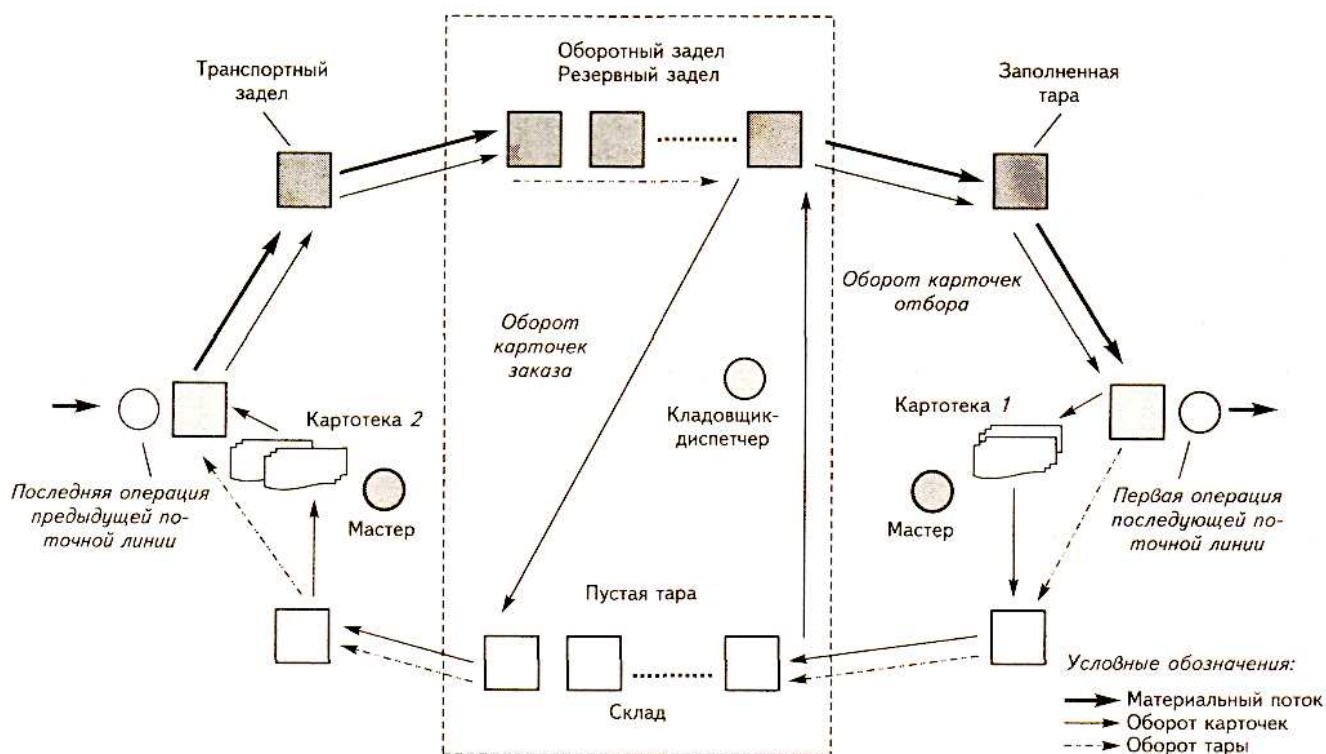 Оборотный задел
Резервный задел
Транспортный
задел
Заполненная
тара
Оборот карточек
отбора
Оборот
карточек
заказа
Кладовщик-
диспетчер
Картотека 2
Картотека 1
Последняя операция
предыдущей по-
точной линии
Мастер
Мастер
Первая операция
последующей по-
точной линии
Пустая тара
Склад
Условные обозначения:
Материальный поток
Оборот карточек
Оборот тары